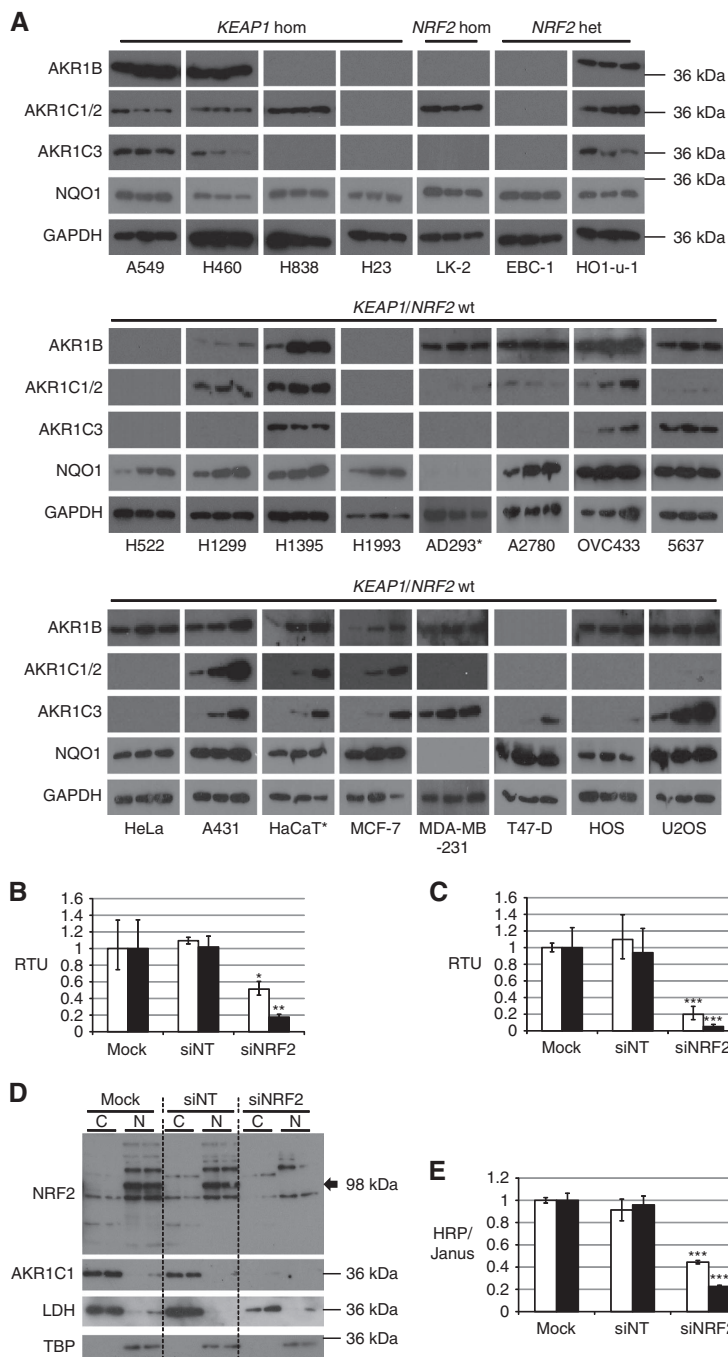 A
KEAP1 hom NRF2 hom NRF2 het
AKR1B
36 kDa
AKR1C1/2
36 kDa
AKR1C3
36 kDa
36 kDa
NQO1
GAPDH
36 kDa
A549 H460 H838 H23 LK-2 EBC-1 HO1-u-1
KEAP1/NRF2 wt
AKR1B
AKR1C1/2
AKR1C3
NQO1
GAPDH
H522 H1299 H1395 H1993 AD293* A2780 OVC433 5637
KEAP1/NRF2 wt
AKR1B
AKR1C1/2
AKR1C3
NQO1
GAPDH
HeLa A431 HaCaT* MCF-7 MDA-MB T47-D HOS U2OS
-231
B
1.6
1.4
1.2
1
0.8
0.6
0.4
0.2
0
RTU
*
**
Mock siNT siNRF2
C
1.6
1.4
1.2
1
0.8
0.6
0.4
0.2
0
RTU
***
***
Mock siNT siNRF2
D
Mock siNT siNRF2
C N C N C N
NRF2
98 kDa
AKR1C1
36 kDa
LDH
36 kDa
TBP
36 kDa
E
1.2
1
0.8
0.6
0.4
0.2
0
HRP/
Janus
***
***
Mock siNT siNRF2